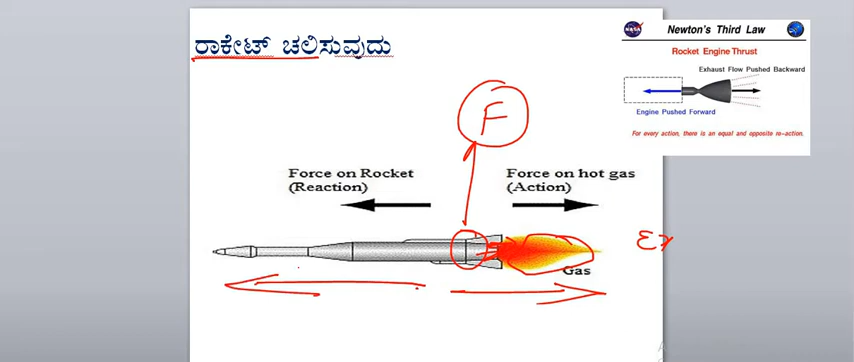 ರಾಕೇಟ್ ಚಲಿಸುವುದು
NASA
Newton's Third Law
Rocket Engine Thrust
Exhaust Flow Pushed Backward
Engine Pushed Forward
For every action, there is an equal and opposite re-action.
F
Force on Rocket
(Reaction)
Force on hot gas
(Action)
Ex
Gas